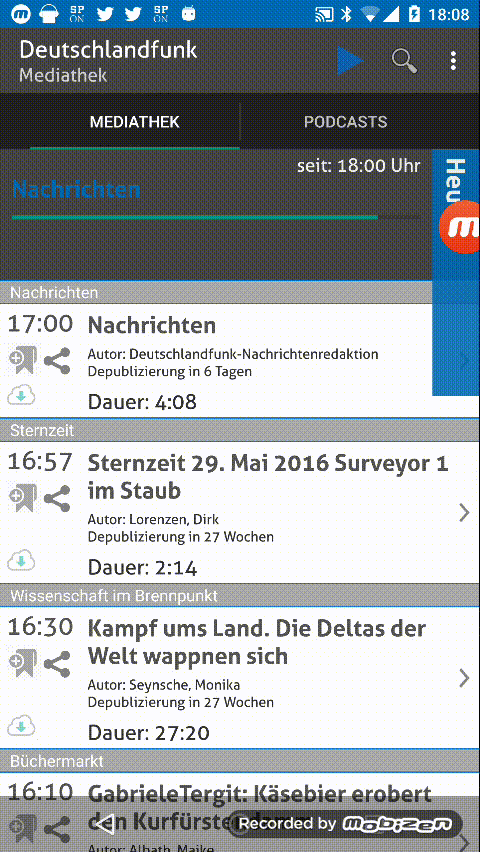 SP ON SP ON 18:08
Deutschlandfunk
Mediathek
MEDIATHEK PODCASTS
seit: 18:00 Uhr
Nachrichten
Heu
Nachrichten
17:00 Nachrichten
Autor: Deutschlandfunk-Nachrichtenredaktion
Depublizierung in 6 Tagen
Dauer: 4:08
Sternzeit
16:57 Sternzeit 29. Mai 2016 Surveyor 1
im Staub
Autor: Lorenzen, Dirk
Depublizierung in 27 Wochen
Dauer: 2:14
Wissenschaft im Brennpunkt
16:30 Kampf ums Land. Die Deltas der
Welt wappnen sich
Autor: Seynsche, Monika
Depublizierung in 27 Wochen
Dauer: 27:20
Büchermarkt
16:10 GabrieleTergit: Käsebier erobert
den
Recorded by mobizen
Autor: Albath, Maike